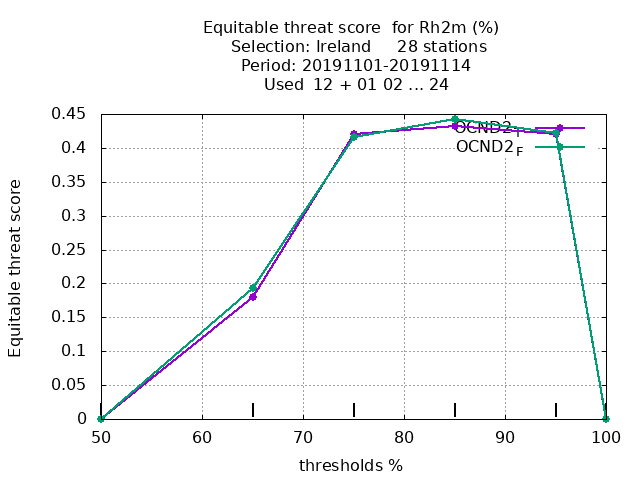 Equitable threat score  for Rh2m (%)
Selection: Ireland     28 stations
Period: 20191101-20191114
Used  12 + 01 02 ... 24
Equitable threat score
0.45
0.4
0.35
0.3
0.25
0.2
0.15
0.1
0.05
0
OCND2_T
OCND2_F
50 60 70 80 90 100
thresholds %